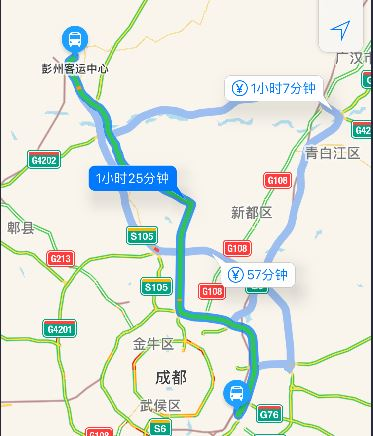 彭州客运中心
广汉市
¥ 1小时7分钟
G42
G4202
青白江区
1小时25分钟
G108
新都区
郫县
S105
G108
G213
¥ 57分钟
S105
G108
G4201
金牛区
成都
武侯区
G76
S6